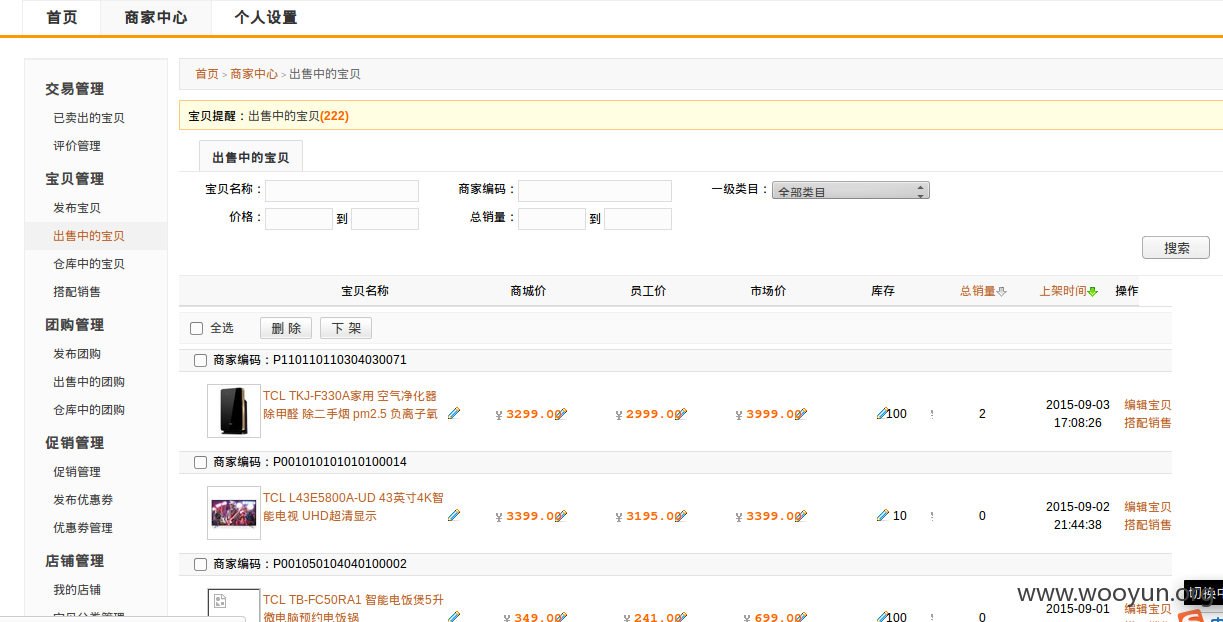 首页 商家中心 个人设置
首页 > 商家中心 > 出售中的宝贝
宝贝提醒：出售中的宝贝(222)
交易管理
已卖出的宝贝
评价管理
宝贝管理
发布宝贝
出售中的宝贝
仓库中的宝贝
搭配销售
团购管理
发布团购
出售中的团购
仓库中的团购
促销管理
促销管理
发布优惠券
优惠券管理
店铺管理
我的店铺
宝贝分类管理
出售中的宝贝
宝贝名称： 商家编码： 一级类目： 全部类目
价格： 到 总销量： 到
搜索
宝贝名称 商城价 员工价 市场价 库存 总销量 上架时间 操作
全选 删 除 下 架
商家编码：P110110110304030071
TCL TKJ-F330A家用 空气净化器
除甲醛 除二手烟 pm2.5 负离子氧
¥ 3299.00 ¥ 2999.00 ¥ 3999.00 100 2
2015-09-03
17:08:26
编辑宝贝
搭配销售
商家编码：P001010101010100014
TCL L43E5800A-UD 43英寸4K智
能电视 UHD超清显示
¥ 3399.00 ¥ 3195.00 ¥ 3399.00 10 0
2015-09-02
21:44:38
编辑宝贝
搭配销售
商家编码：P001050104040100002
TCL TB-FC50RA1 智能电饭煲5升
微电脑预约电饭锅
¥ 349.00 ¥ 241.00 ¥ 699.00 100 0
2015-09-01
编辑宝贝
www.wooyun.org
切换中